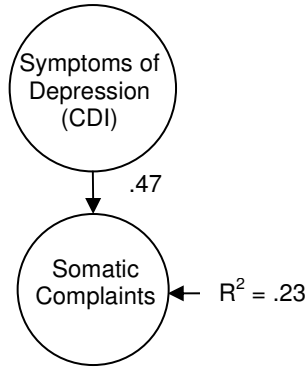 Symptoms of
Depression
(CDI)
.47
Somatic
Complaints
R² = .23